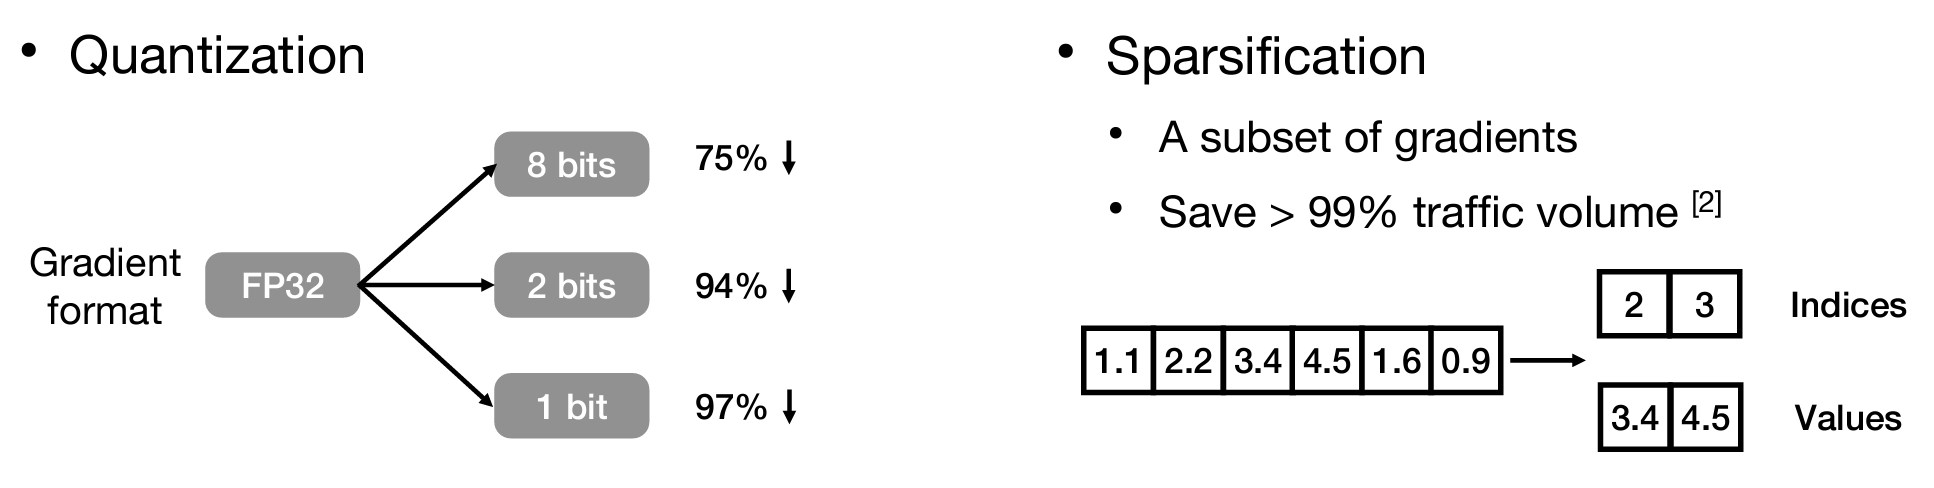 • Quantization
Gradient
format
FP32
8 bits
75% ↓
2 bits
94% ↓
1 bit
97% ↓
• Sparsification
• A subset of gradients
• Save > 99% traffic volume [2]
1.1 2.2 3.4 4.5 1.6 0.9
2 3 Indices
3.4 4.5 Values